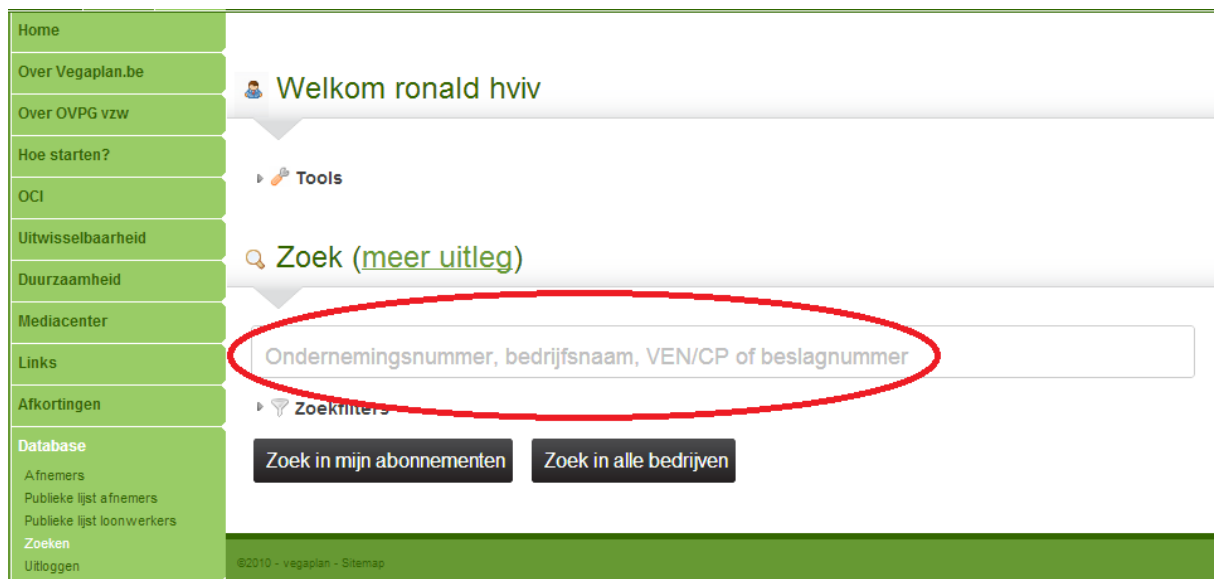 Home
Over Vegaplan.be
Over OVPG vzw
Hoe starten?
OCI
Uitwisselbaarheid
Duurzaamheid
Mediacenter
Links
Afkortingen
Database
Afnemers
Publieke lijst afnemers
Publieke lijst loonwerkers
Zoeken
Uitloggen
Welkom ronald hviv
Tools
Zoek (meer uitleg)
Ondernemingsnummer, bedrijfsnaam, VEN/CP of beslagnummer
Zoekfilters
Zoek in mijn abonnementen Zoek in alle bedrijven
©2010 - vegaplan - Sitemap